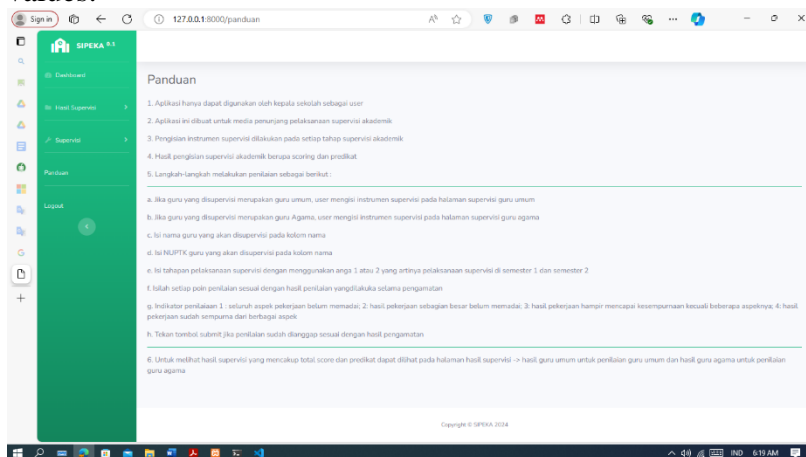 values.
Sign in
127.0.0.1:8000/panduan
SIPEKA 0.1
Dashboard
Hasil Supervisi
Supervisi
Panduan
Logout
Panduan
1. Aplikasi hanya dapat digunakan oleh kepala sekolah sebagai user
2. Aplikasi ini dibuat untuk media penunjang pelaksanaan supervisi akademik
3. Pengisian instrumen supervisi dilakukan pada setiap tahap supervisi akademik
4. Hasil pengisian supervisi akademik berupa scoring dan predikat
5. Langkah-langkah melakukan penilaian sebagai berikut :
a. Jika guru yang disupervisi merupakan guru umum, user mengisi instrumen supervisi pada halaman supervisi guru umum
b. Jika guru yang disupervisi merupakan guru Agama, user mengisi instrumen supervisi pada halaman supervisi guru agama
c. Isi nama guru yang akan disupervisi pada kolom nama
d. Isi NUPTK guru yang akan disupervisi pada kolom nama
e. Isi tahapan pelaksanaan supervisi dengan menggunakan anga 1 atau 2 yang artinya pelaksanaan supervisi di semester 1 dan semester 2
f. Isilah setiap poin penilaian sesuai dengan hasil penilaian yangdilakuka selama pengamatan
g. Indikator penilaiaan 1 : seluruh aspek pekerjaan belum memadai; 2: hasil pekerjaan sebagian besar belum memadai; 3: hasil pekerjaan hampir mencapai kesempurnaan kecuali beberapa aspeknya; 4: hasil
pekerjaan sudah sempurna dari berbagai aspek
h. Tekan tombol submit jika penilaian sudah dianggap sesuai dengan hasil pengamatan
6. Untuk melihat hasil supervisi yang mencakup total score dan predikat dapat dilihat pada halaman hasil supervisi -> hasil guru umum untuk penilaian guru umum dan hasil guru agama untuk penilaian
guru agama
Copyright © SIPEKA 2024
IND 6:19 AM